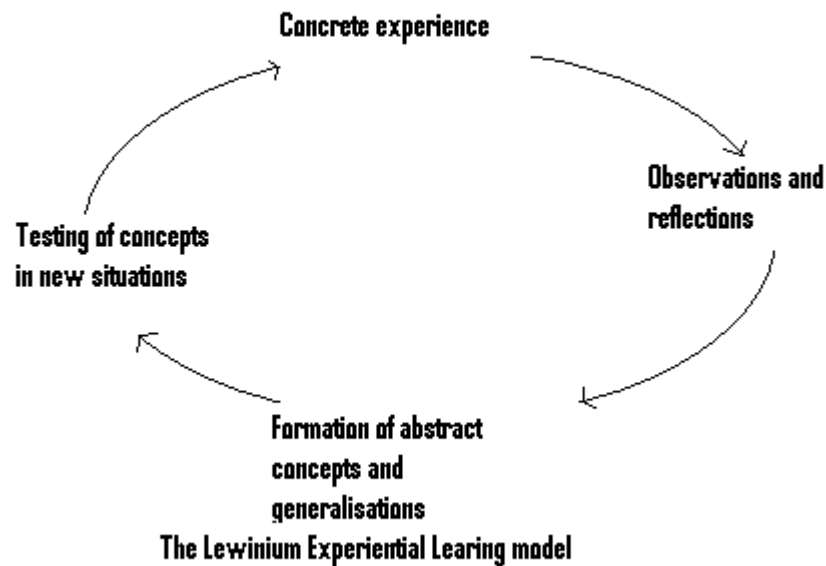 Concrete experience
Observations and
reflections
Testing of concepts
in new situations
Formation of abstract
concepts and
generalisations
The Lewinium Experiential Learing model